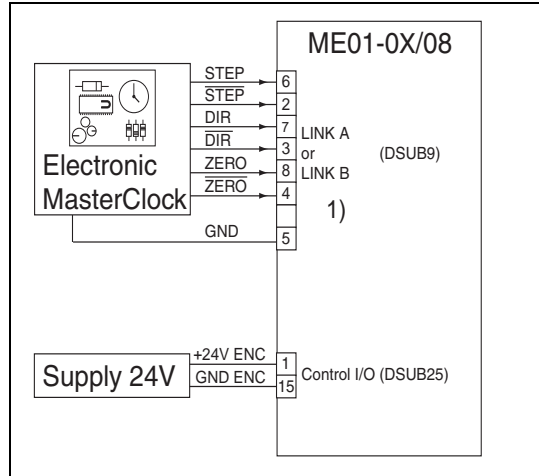 ME01-0X/08
STEP
6
STEP
2
DIR
7
DIR
3
ZERO
8
ZERO
4
GND
5
LINK A
or
LINK B
(DSUB9)
1)
Electronic
MasterClock
+24V ENC
1
GND ENC
15
Supply 24V
Control I/O (DSUB25)